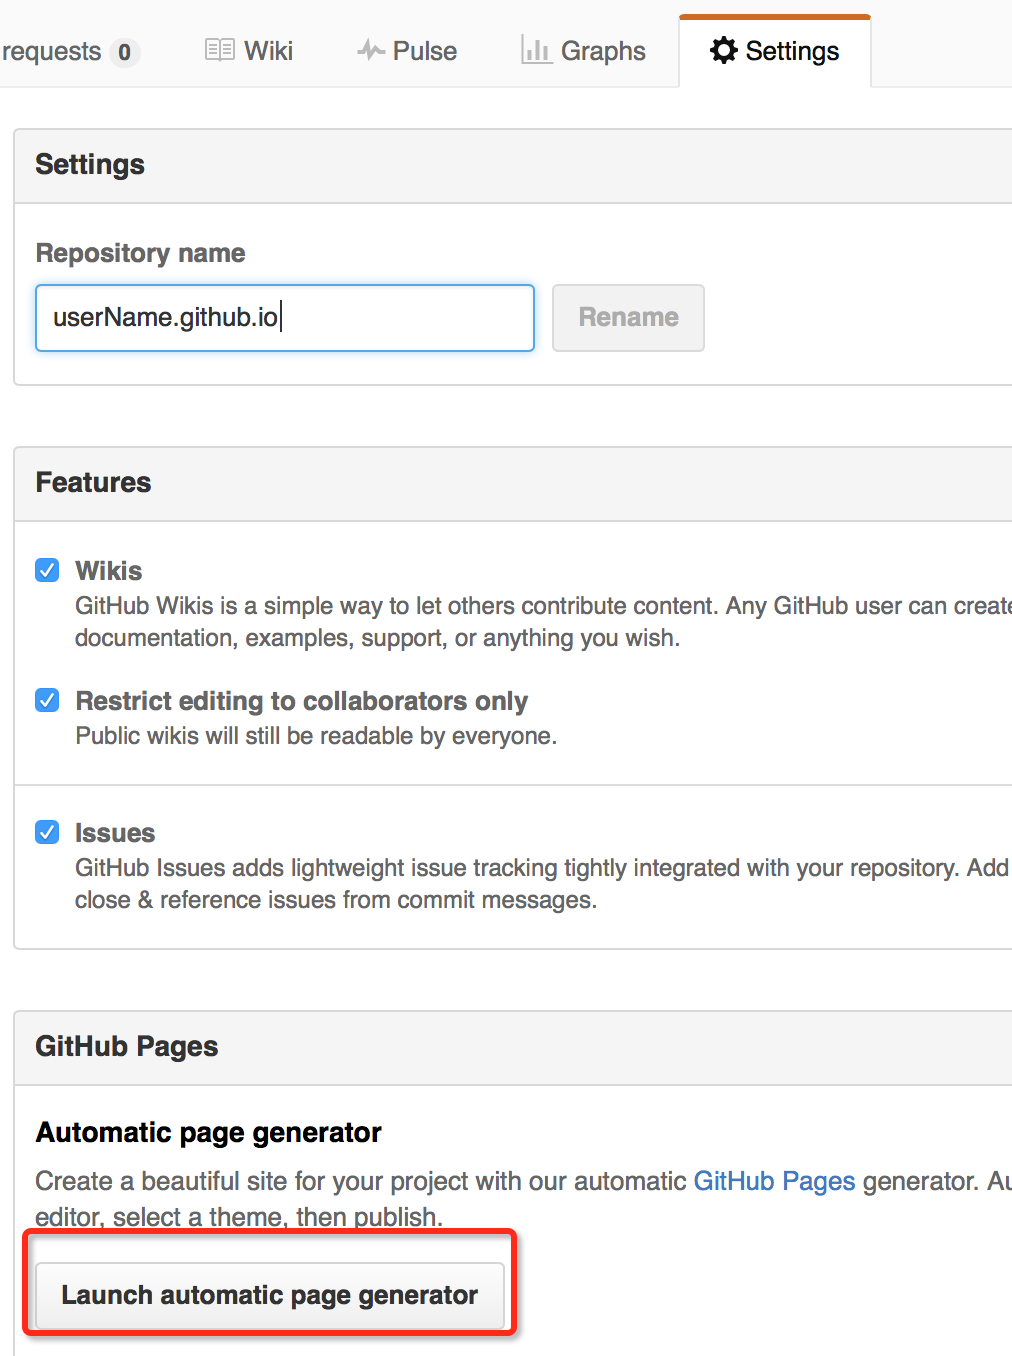 requests 0 Wiki Pulse Graphs Settings
Settings
Repository name
userName.github.io Rename
Features
Wikis
GitHub Wikis is a simple way to let others contribute content. Any GitHub user can create
documentation, examples, support, or anything you wish.
Restrict editing to collaborators only
Public wikis will still be readable by everyone.
Issues
GitHub Issues adds lightweight issue tracking tightly integrated with your repository. Add
close & reference issues from commit messages.
GitHub Pages
Automatic page generator
Create a beautiful site for your project with our automatic GitHub Pages generator. Au
editor, select a theme, then publish.
Launch automatic page generator